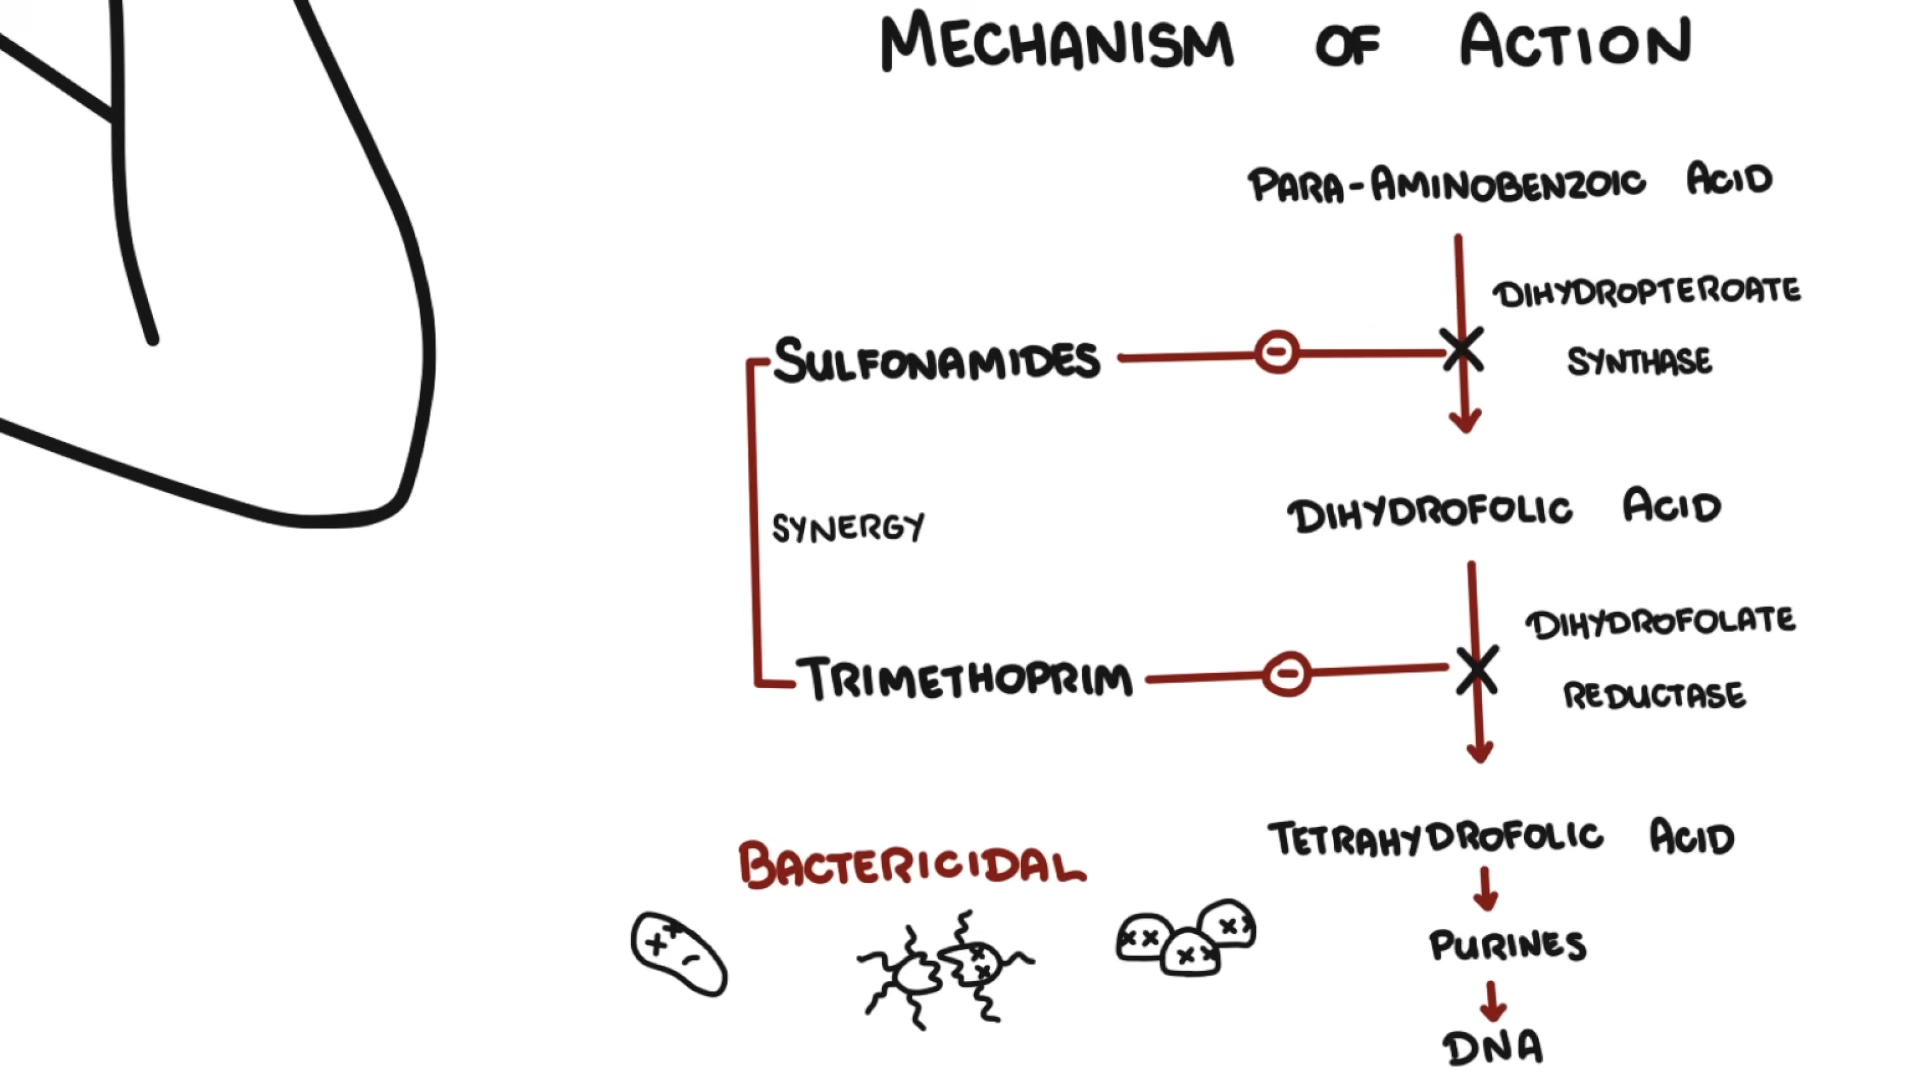 MECHANISM OF ACTION
PARA-AMINOBENZOIC ACID
DIHYDROPTEROATE
SYNTHASE
SULFONAMIDES
SYNERGY
DIHYDROFOLIC ACID
DIHYDROFOLATE
REDUCTASE
TRIMETHOPRIM
TETRAHYDROFOLIC ACID
BACTERICIDAL
PURINES
DNA